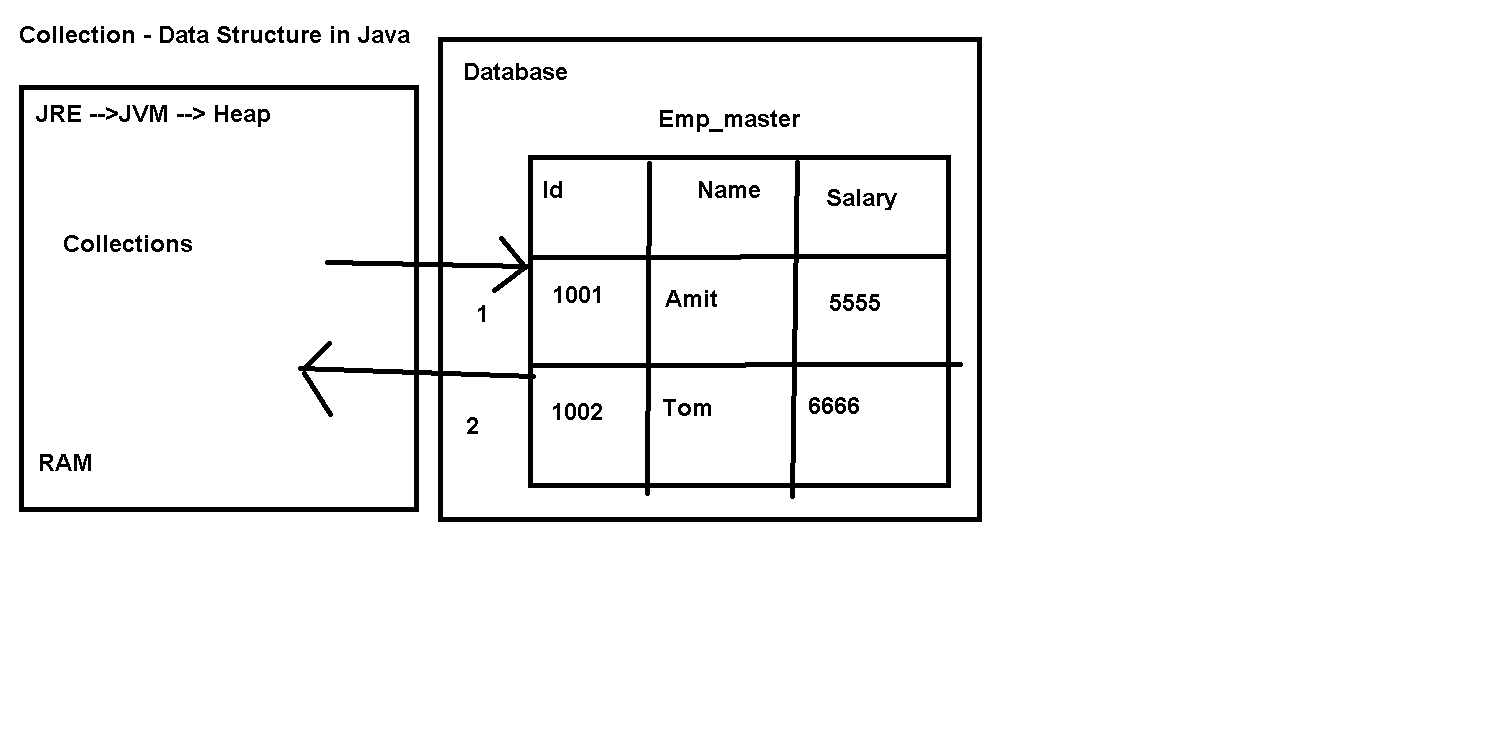 Collection - Data Structure in Java
JRE -->JVM --> Heap
Collections
RAM
Database
Emp_master
Id Name Salary
1001 Amit 5555
1
1002 Tom 6666
2